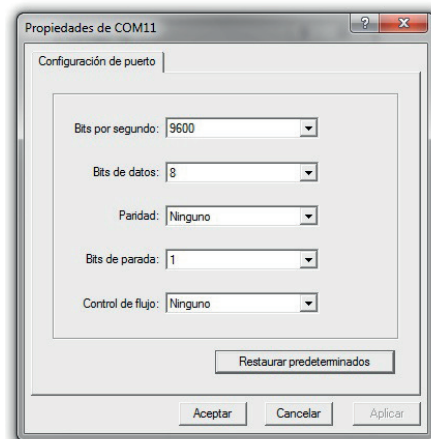 Propiedades de COM11
Configuración de puerto
Bits por segundo: 9600
Bits de datos: 8
Paridad: Ninguno
Bits de parada: 1
Control de flujo: Ninguno
Restaurar predeterminados
Aceptar Cancelar Aplicar